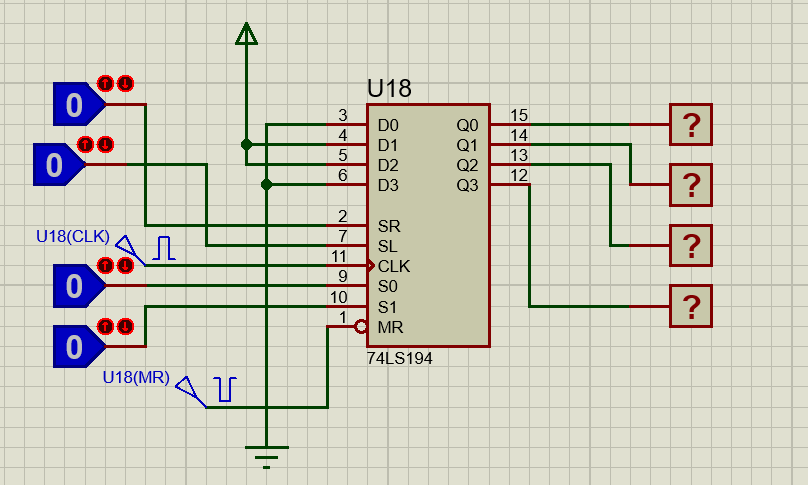 U18
0
0
U18(CLK)
0
0
U18(MR)
3 D0 Q0 15 ?
4 D1 Q1 14 ?
5 D2 Q2 13 ?
6 D3 Q3 12 ?
2 SR
7 SL
11 CLK
9 S0
10 S1
1 MR
74LS194